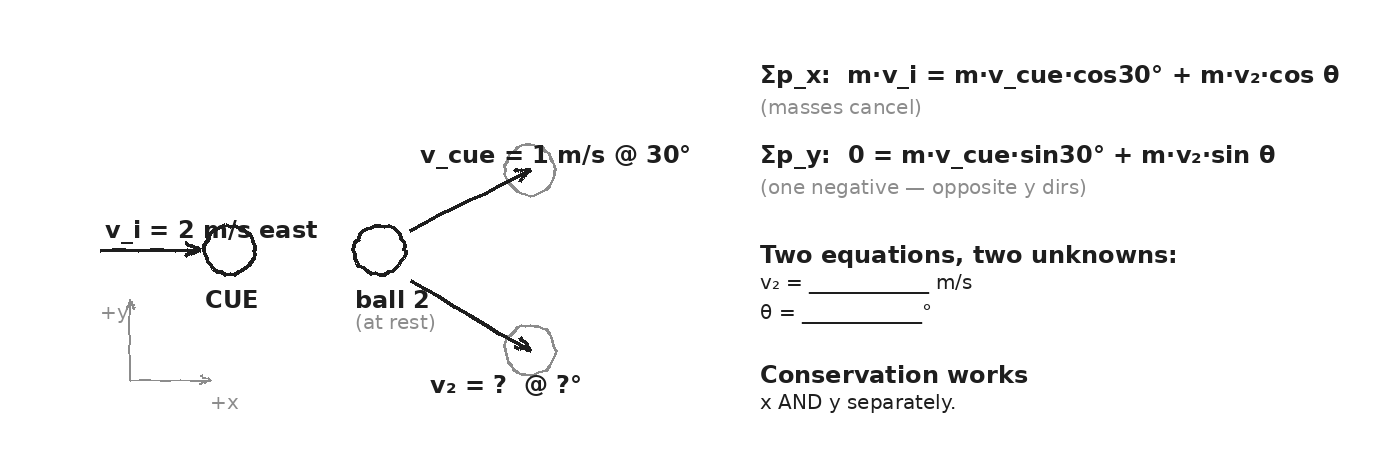 v_i = 2 m/s east
CUE
+y
+x
ball 2
(at rest)
v_cue = 1 m/s @ 30°
v₂ = ?  @ ?°
Σp_x:  m·v_i = m·v_cue·cos30° + m·v₂·cos θ
(masses cancel)
Σp_y:  0 = m·v_cue·sin30° + m·v₂·sin θ
(one negative — opposite y dirs)
Two equations, two unknowns:
v₂ = ____________ m/s
θ = ____________°
Conservation works
x AND y separately.